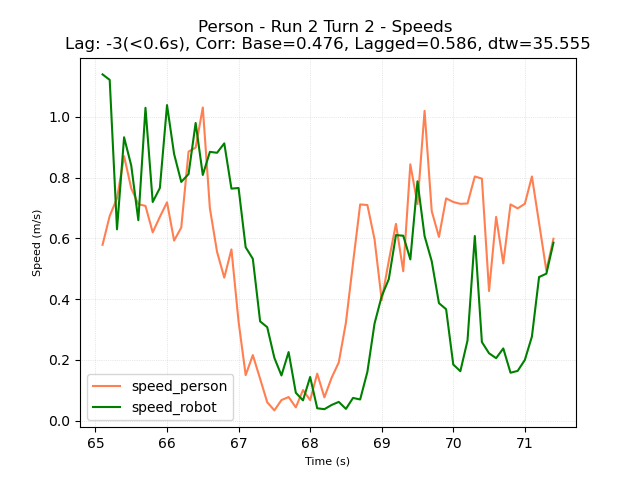 Person - Run 2 Turn 2 - Speeds
Lag: -3(<0.6s), Corr: Base=0.476, Lagged=0.586, dtw=35.555
Speed (m/s)
1.0
0.8
0.6
0.4
0.2
0.0
speed_person
speed_robot
65 66 67 68 69 70 71
Time (s)